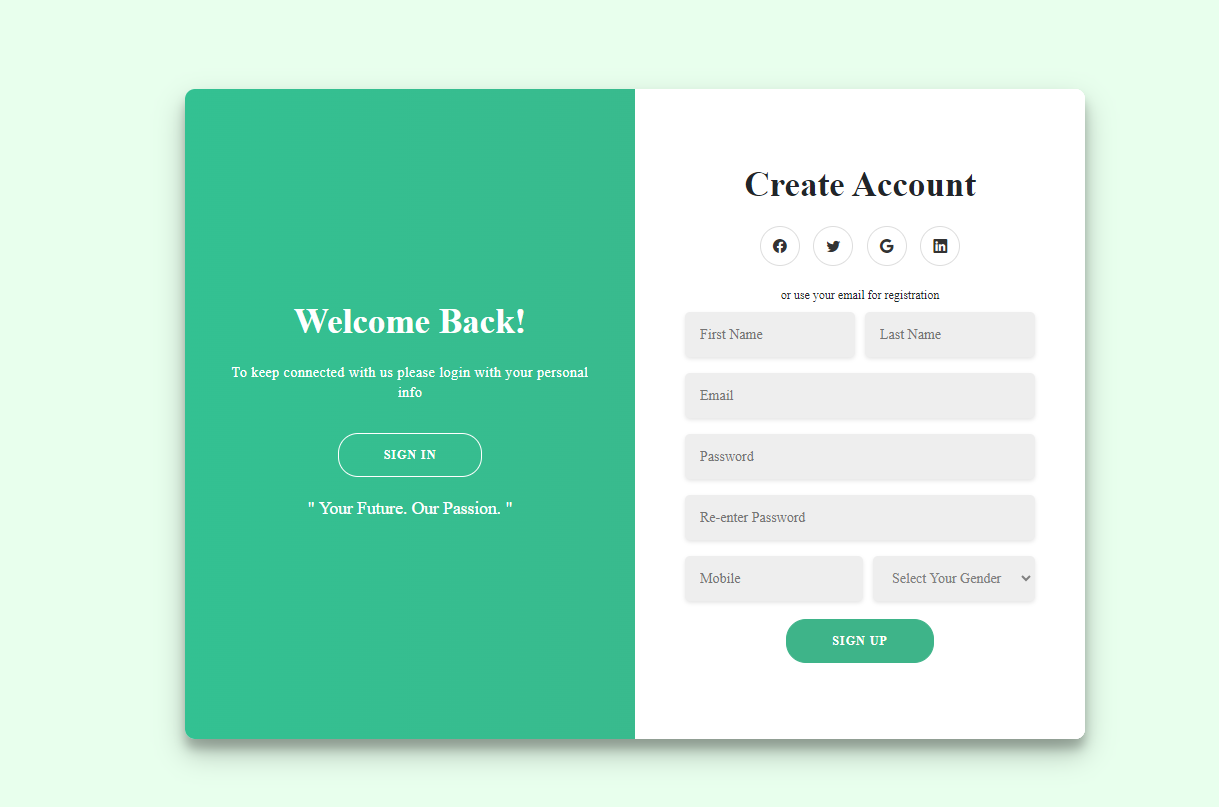 Welcome Back!
To keep connected with us please login with your personal
info
SIGN IN
" Your Future. Our Passion. "
Create Account
or use your email for registration
First Name
Last Name
Email
Password
Re-enter Password
Mobile
Select Your Gender
SIGN UP